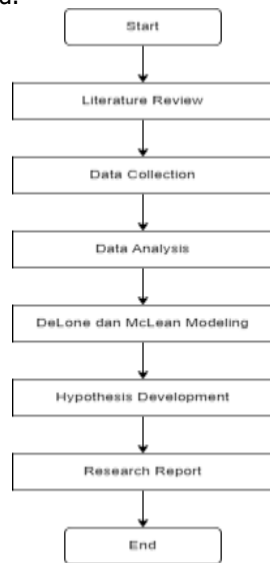 Start
Literature Review
Data Collection
Data Analysis
DeLone dan McLean Modeling
Hypothesis Development
Research Report
End